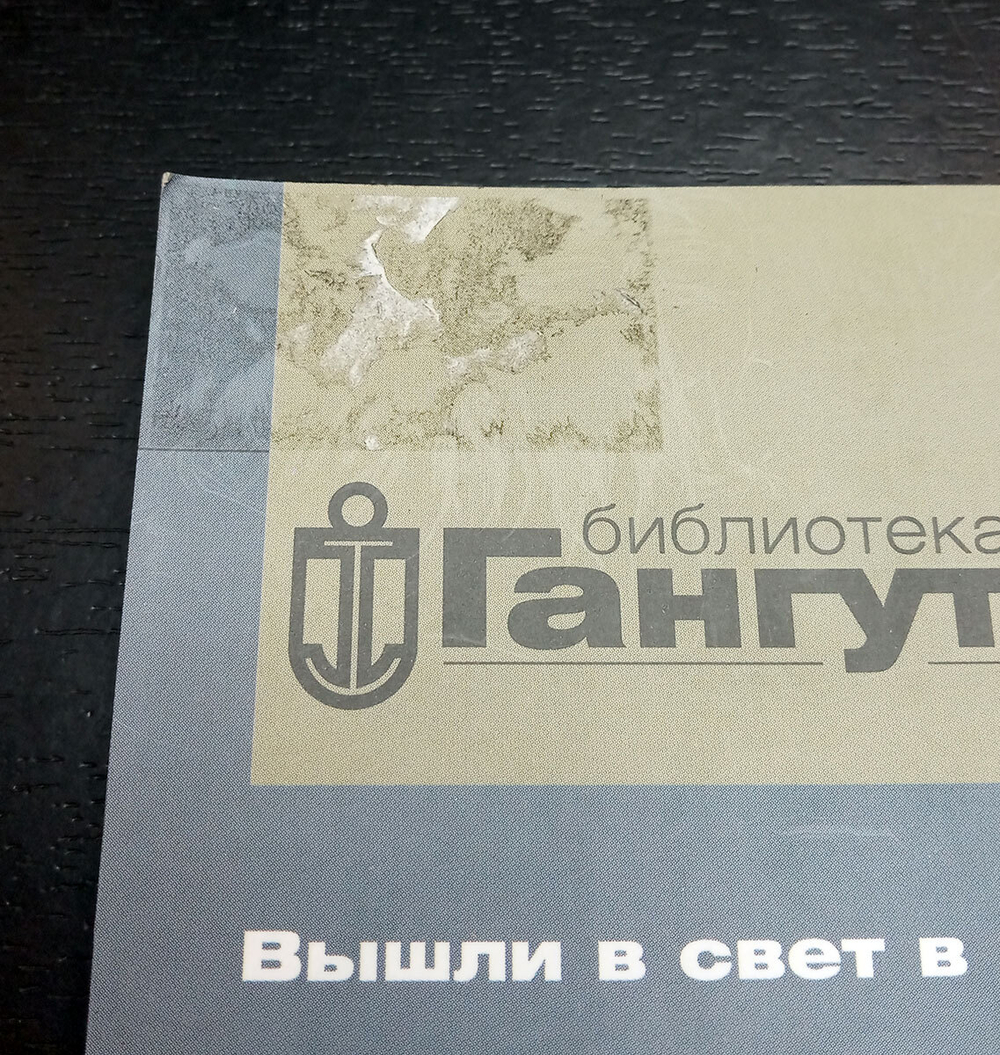 библиотека
Гангут
Вышли в свет в